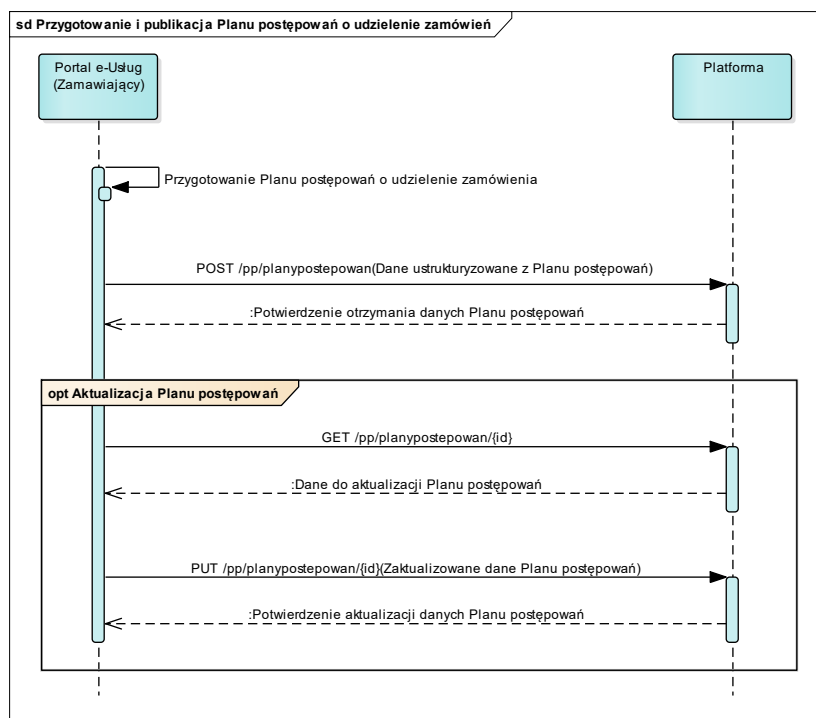 sd Przygotowanie i publikacja Planu postępowań o udzielenie zamówień
Portal e-Usług
(Zamawiający)
Platforma
Przygotowanie Planu postępowań o udzielenie zamówienia
POST /pp/planypostepowan(Dane ustrukturyzowane z Planu postępowań)
:Potwierdzenie otrzymania danych Planu postępowań
opt Aktualizacja Planu postępowań
GET /pp/planypostepowan/{id}
:Dane do aktualizacji Planu postępowań
PUT /pp/planypostepowan/{id}(Zaktualizowane dane Planu postępowań)
:Potwierdzenie aktualizacji danych Planu postępowań